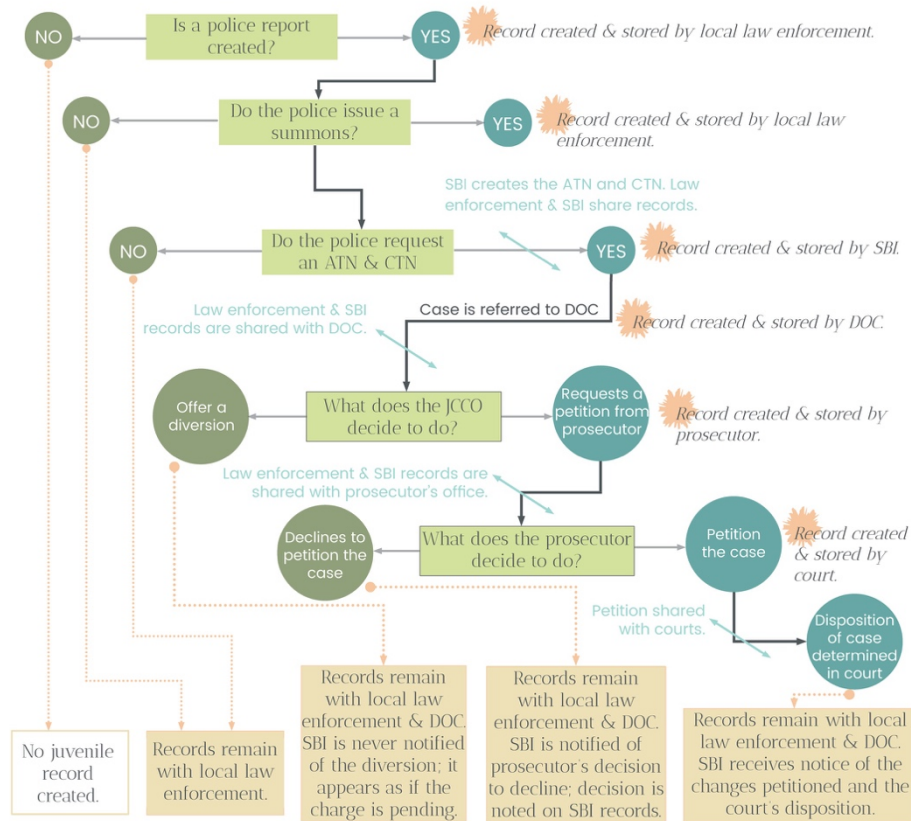 NO
Is a police report
created?
YES
Record created & stored by local law enforcement.
NO
Do the police issue a
summons?
YES
Record created & stored by local law
enforcement.
SBI creates the ATN and CTN. Law
enforcement & SBI share records.
NO
Do the police request
an ATN & CTN
YES
Record created & stored by SBI.
Law enforcement & SBI
records are shared with DOC.
Case is referred to DOC
Record created & stored by DOC.
Offer a
diversion
What does the JCCO
decide to do?
Requests a
petition from
prosecutor
Record created & stored by
prosecutor.
Law enforcement & SBI records are
shared with prosecutor's office.
Declines to
petition the
case
What does the prosecutor
decide to do?
Petition
the case
Record created
& stored by
court.
Petition shared
with courts.
Disposition
of case
determined
in court
No juvenile
record
created.
Records remain
with local law
enforcement.
Records remain
with local law
enforcement & DOC.
SBI is never notified
of the diversion; it
appears as if the
charge is pending.
Records remain
with local law
enforcement & DOC.
SBI is notified of
prosecutor's decision
to decline; decision
is noted on SBI records.
Records remain with local
law enforcement & DOC.
SBI receives notice of the
changes petitioned and the
court's disposition.